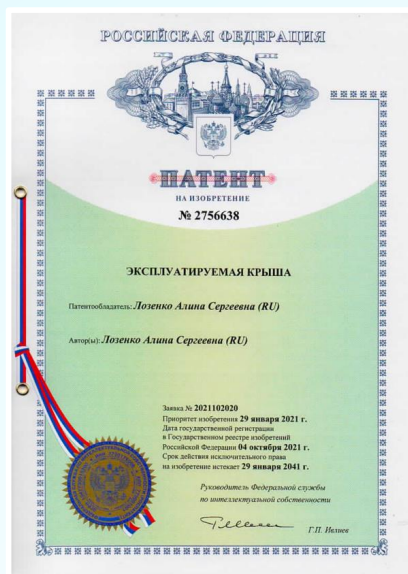 РОССИЙСКАЯ ФЕДЕРАЦИЯ
ПАТЕНТ
НА ИЗОБРЕТЕНИЕ
№ 2756638
ЭКСПЛУАТИРУЕМАЯ КРЫША
Патентообладатель: Лозенко Алина Сергеевна (RU)
Автор(ы): Лозенко Алина Сергеевна (RU)
Заявка № 2021102020
Приоритет изобретения 29 января 2021 г.
Дата государственной регистрации
в Государственном реестре изобретений
Российской Федерации 04 октября 2021 г.
Срок действия исключительного права
на изобретение истекает 29 января 2041 г.
Руководитель Федеральной службы
по интеллектуальной собственности
Г.П. Ивлиев